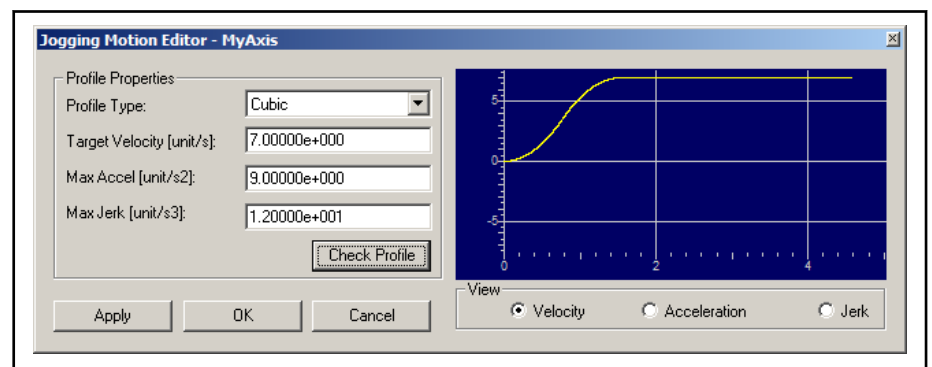 Jogging Motion Editor - MyAxis
Profile Properties
Profile Type: Cubic
Target Velocity [unit/s]: 7.00000e+000
Max Accel [unit/s2]: 9.00000e+000
Max Jerk [unit/s3]: 1.20000e+001
Check Profile
Apply OK Cancel
5
0
-5
0 2 4
View
Velocity Acceleration Jerk